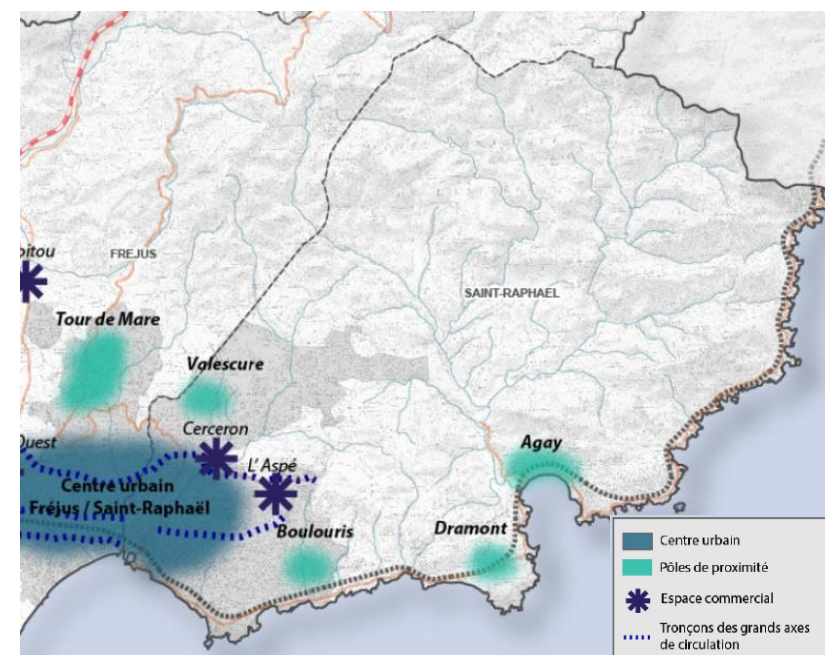 FREJUS
SAINT-RAPHAEL
Tour de Mare
Valescure
Cerceron
L' Aspé
Centre urbain
Fréjus / Saint-Raphaël
Agay
Boulouris
Dramont
Centre urbain
Pôles de proximité
Espace commercial
Tronçons des grands axes
de circulation